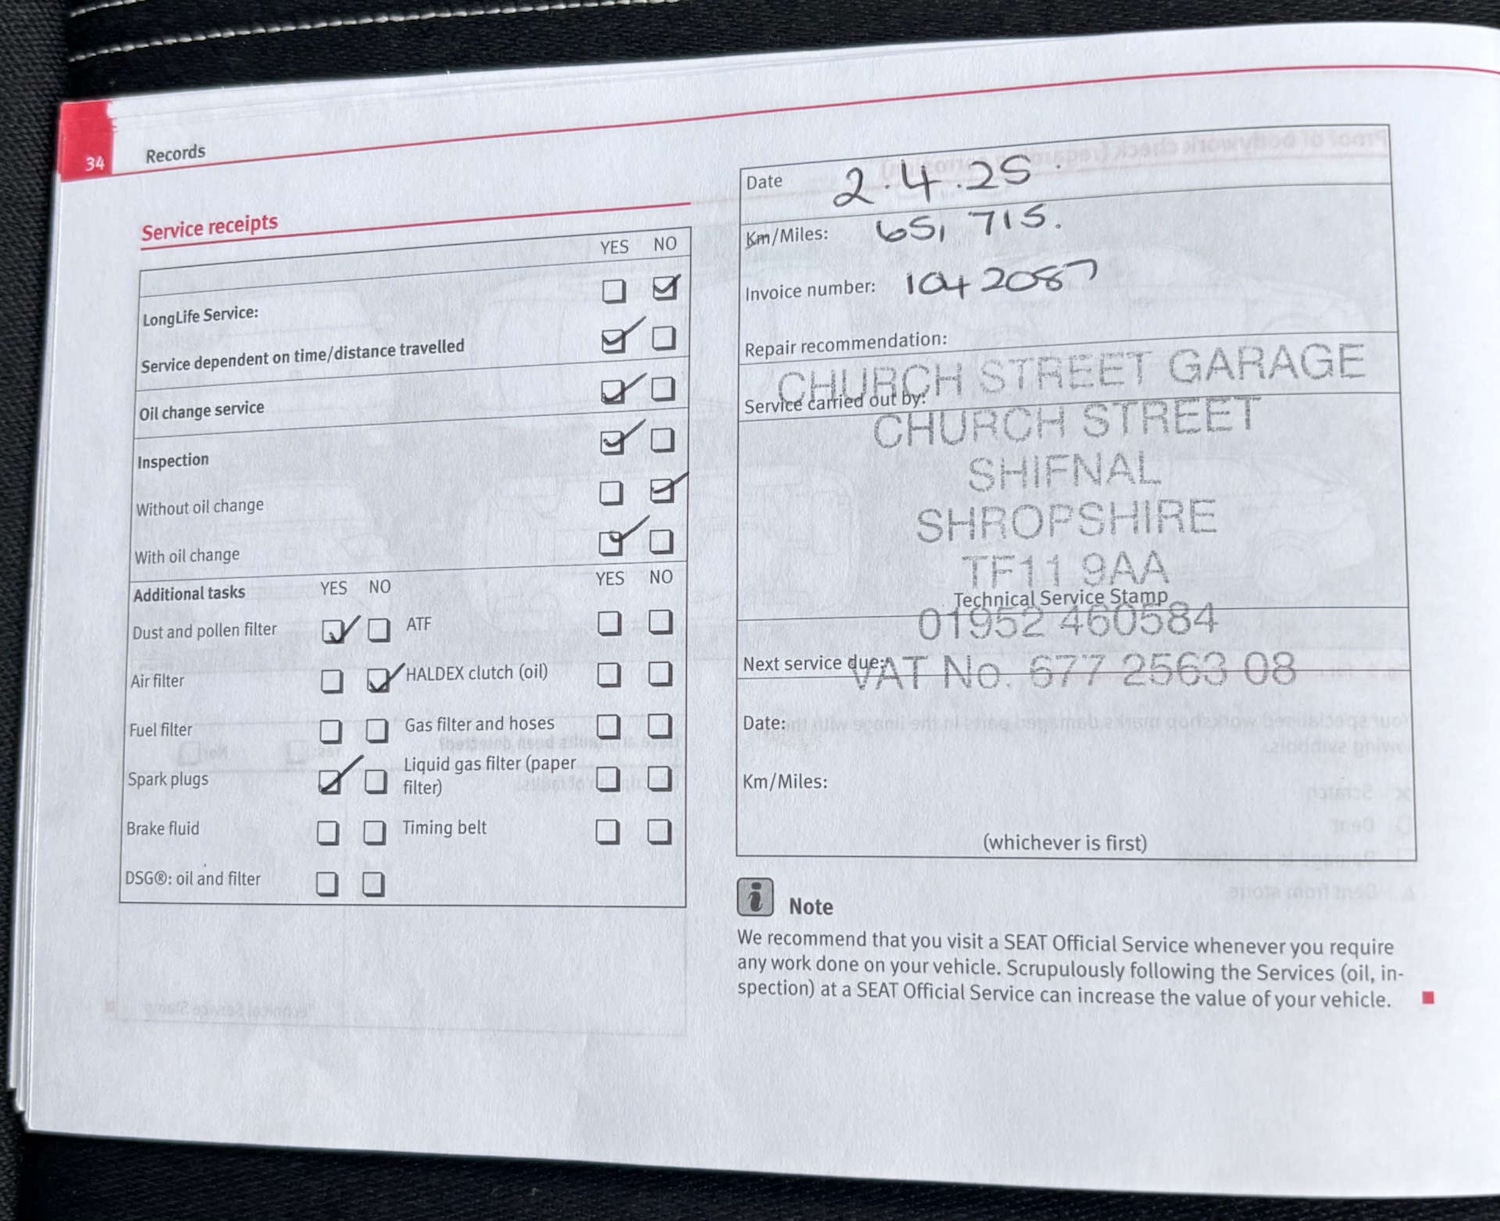 34
Records
Service receipts
YES NO
LongLife Service:
Service dependent on time/distance travelled
Oil change service
Inspection
Without oil change
With oil change
Additional tasks YES NO YES NO
Dust and pollen filter ATF
Air filter HALDEX clutch (oil)
Fuel filter Gas filter and hoses
Spark plugs Liquid gas filter (paper
filter)
Brake fluid Timing belt
DSG®: oil and filter
Date 2.4.25.
Km/Miles: 65,715.
Invoice number: 1042087
Repair recommendation:
CHURCH STREET GARAGE
Service carried out by:
CHURCH STREET
SHIFNAL
SHROPSHIRE
TF11 9AA
Technical Service Stamp
01952 460584
Next service due:
VAT No. 677 2563 08
Date:
Km/Miles:
(whichever is first)
i Note
We recommend that you visit a SEAT Official Service whenever you require
any work done on your vehicle. Scrupulously following the Services (oil, in-
spection) at a SEAT Official Service can increase the value of your vehicle.